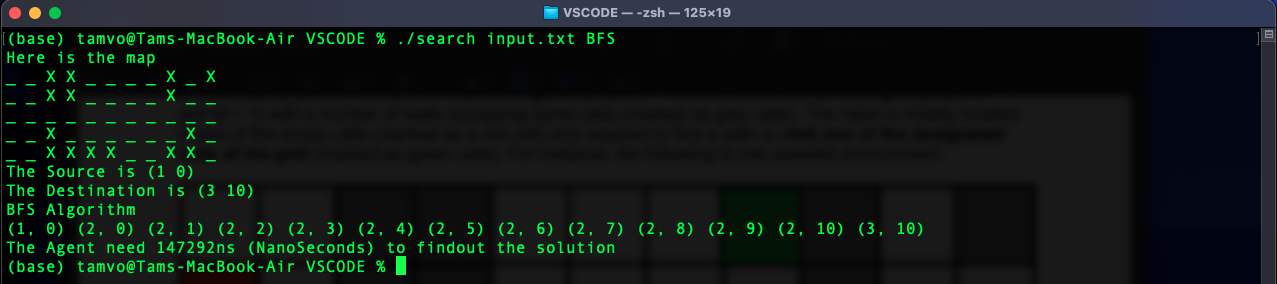 VSCODE — -zsh — 125×19
(base) tamvo@Tams-MacBook-Air VSCODE % ./search input.txt BFS
Here is the map
_ _ X X _ _ _ _ X _ X
_ _ X X _ _ _ _ X _ _
_ _ _ _ _ _ _ _ _ _ _
_ _ X _ _ _ _ _ _ X _
_ _ X X X X _ _ X X _
The Source is (1 0)
The Destination is (3 10)
BFS Algorithm
(1, 0) (2, 0) (2, 1) (2, 2) (2, 3) (2, 4) (2, 5) (2, 6) (2, 7) (2, 8) (2, 9) (2, 10) (3, 10)
The Agent need 147292ns (NanoSeconds) to findout the solution
(base) tamvo@Tams-MacBook-Air VSCODE %